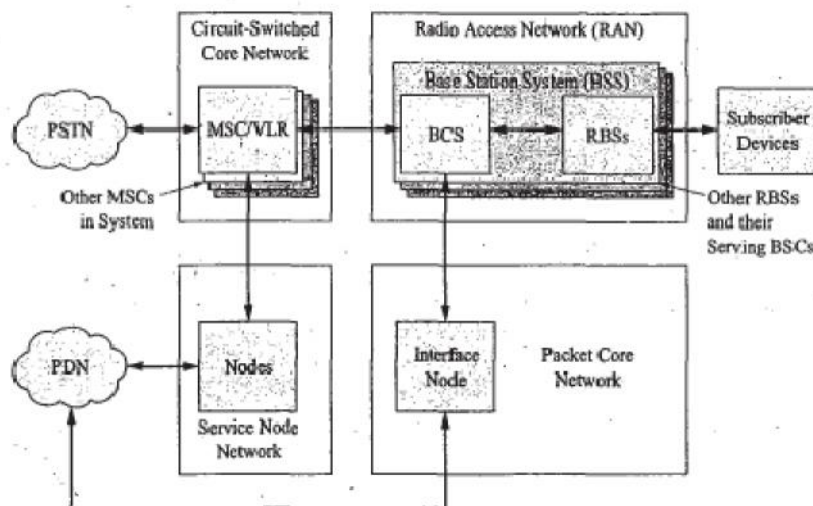 Circuit-Switched
Core Network
Radio Access Network (RAN)
Base Station System (BSS)
PSTN
MSC/VLR
BCS
RBSs
Subscriber
Devices
Other MSCs
in System
Other RBSs
and their
Serving BSCs
PDN
Nodes
Interface
Node
Packet Core
Network
Service Node
Network